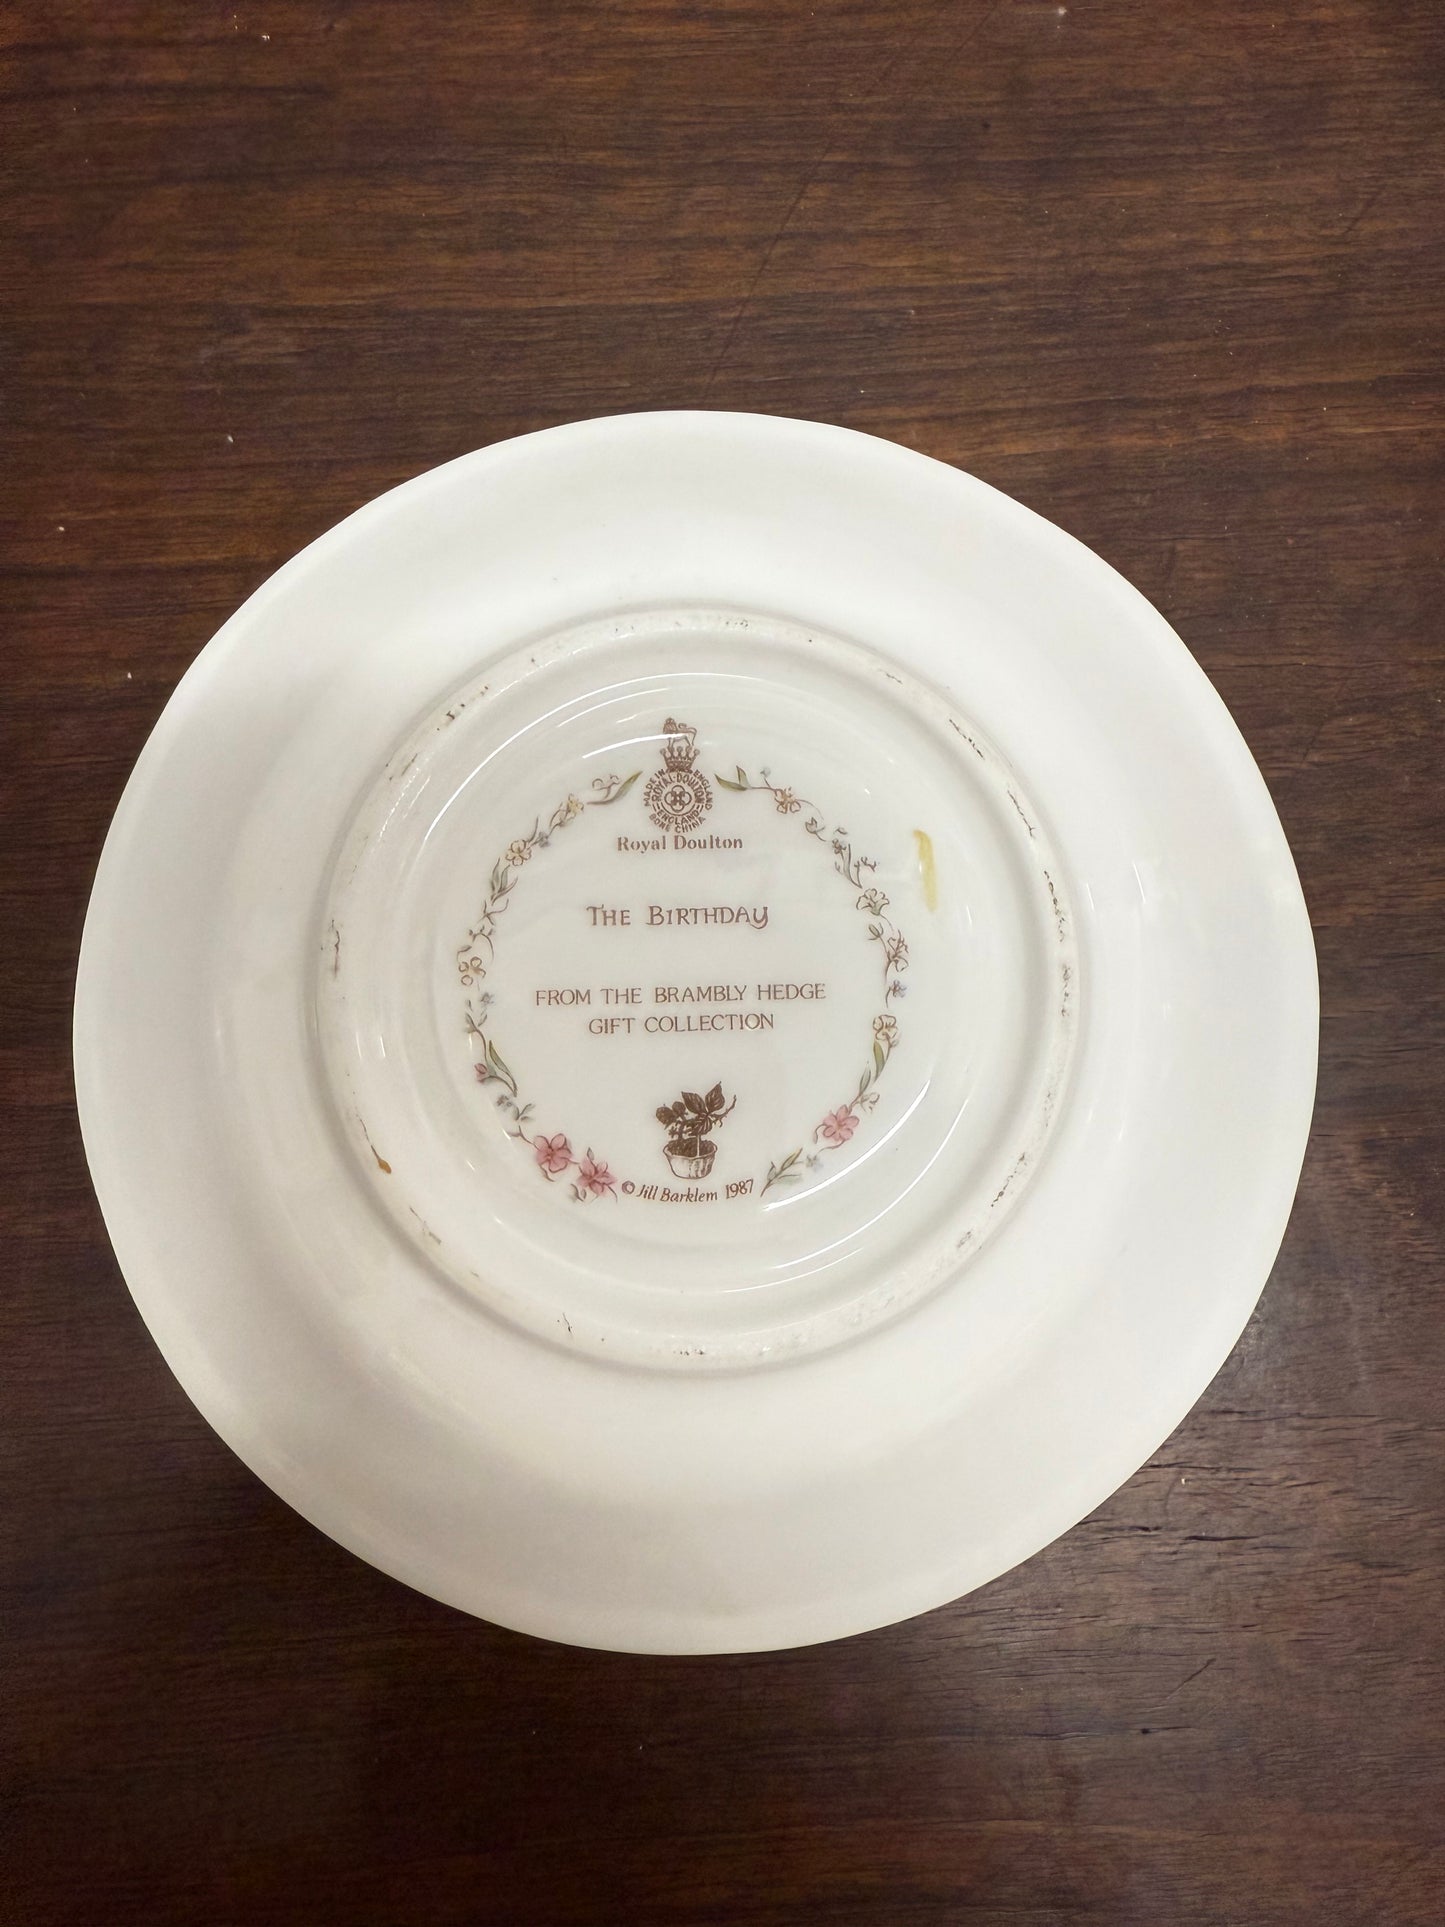 MADE IN ENGLAND
ROYAL·DOULTON
ENGLAND
BONE CHINA
Royal Doulton
THE BIRTHDAY
FROM THE BRAMBLY HEDGE
GIFT COLLECTION
© Jill Barklem 1987